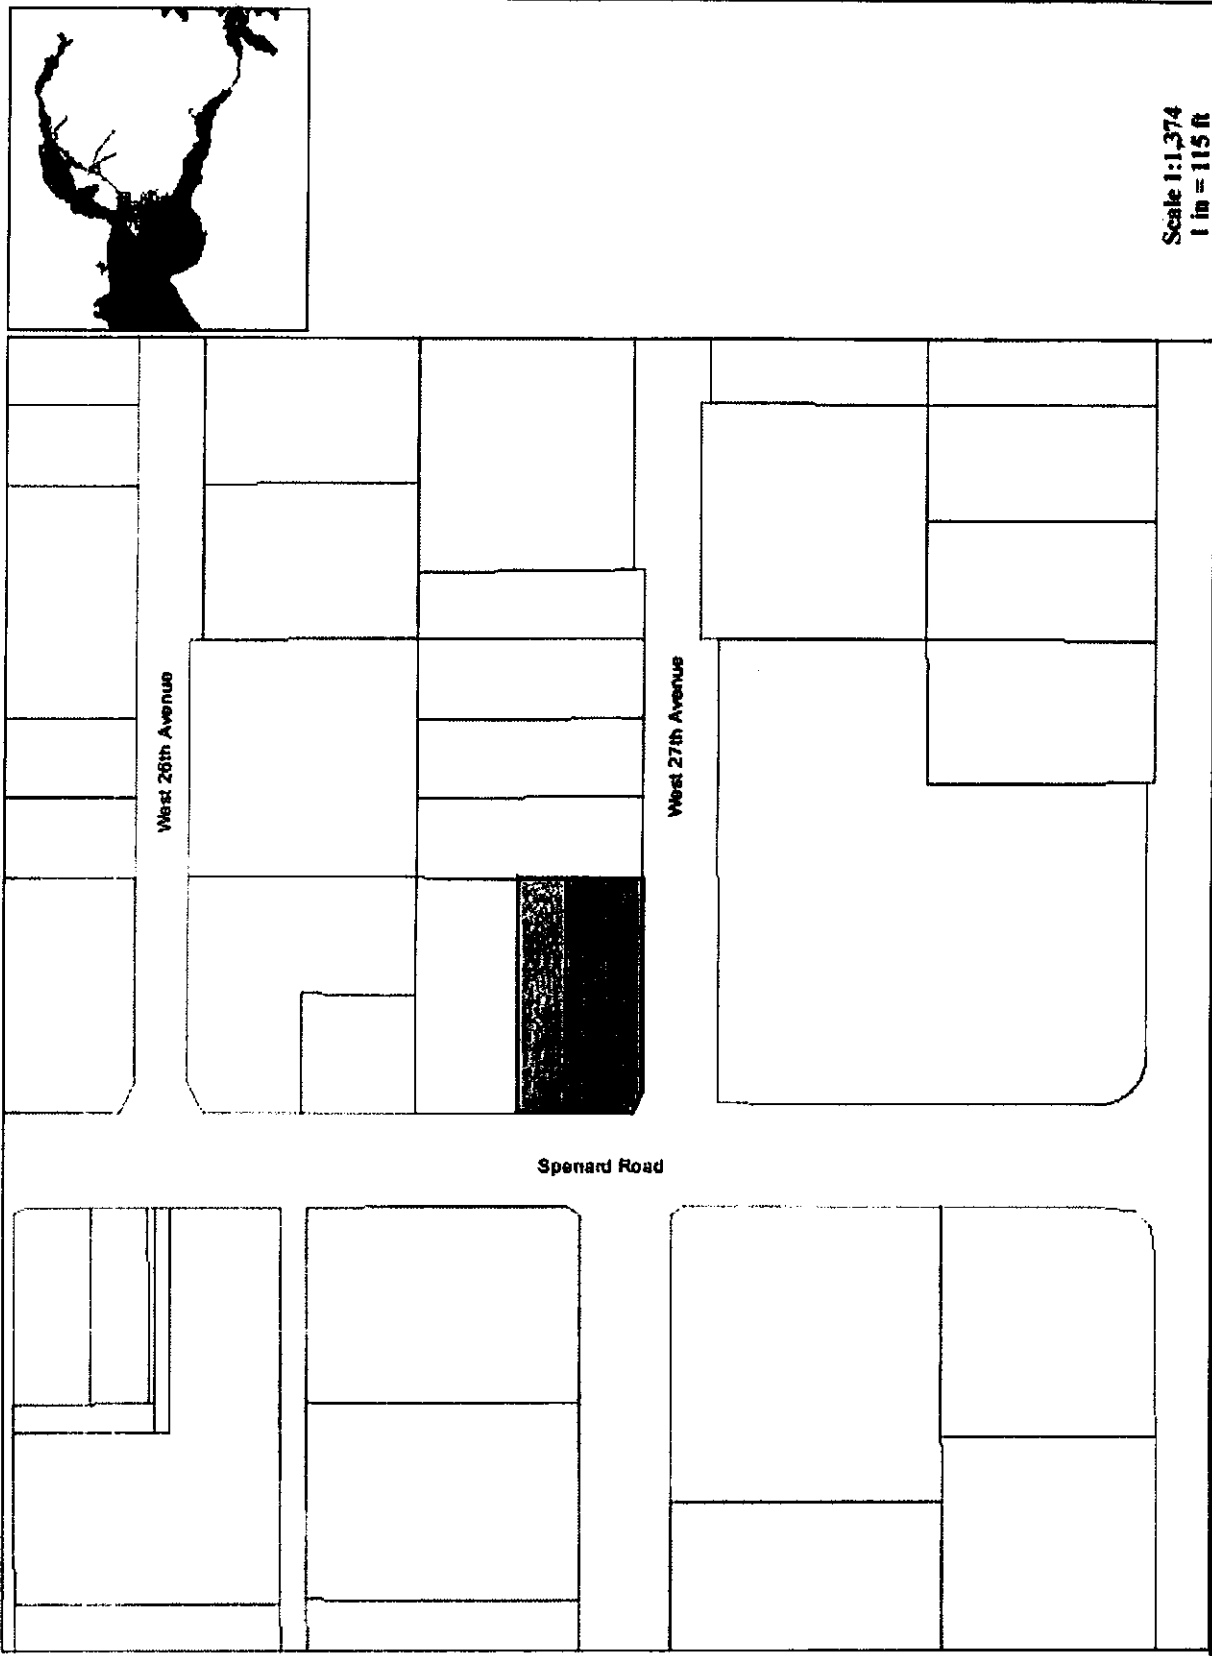 Scale 1:1,374
1 in = 115 ft
West 26th Avenue
West 27th Avenue
Spenard Road